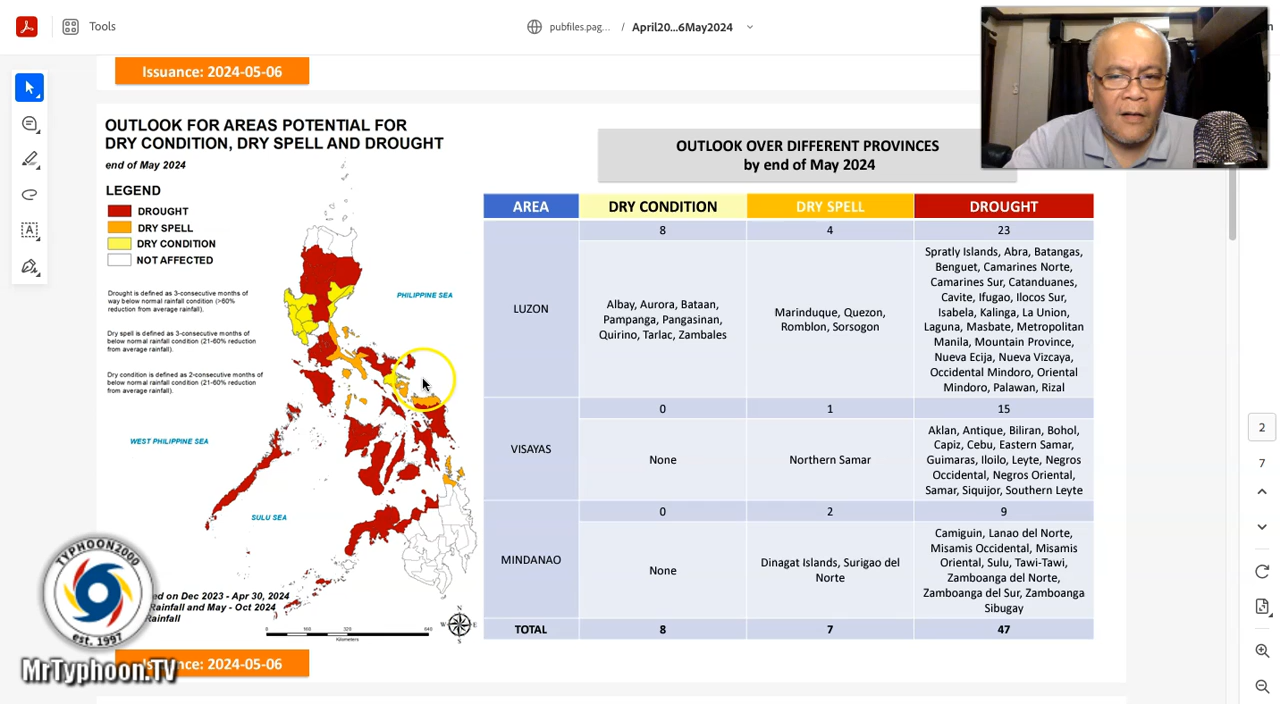 Tools
pubfiles.pag... / April20...6May2024
Issuance: 2024-05-06
OUTLOOK FOR AREAS POTENTIAL FOR
DRY CONDITION, DRY SPELL AND DROUGHT
end of May 2024
LEGEND
DROUGHT
DRY SPELL
DRY CONDITION
NOT AFFECTED
Drought is defined as 3-consecutive months of
way below normal rainfall condition (>60%
reduction from average rainfall).
Dry spell is defined as 3-consecutive months of
below normal rainfall condition (21-60% reduction
from average rainfall).
Dry condition is defined as 2-consecutive months of
below normal rainfall condition (21-60% reduction
from average rainfall).
PHILIPPINE SEA
WEST PHILIPPINE SEA
SULU SEA
ed on Dec 2023 - Apr 30, 2024
Rainfall and May - Oct 2024
Rainfall
N
W
E
S
Kilometers
OUTLOOK OVER DIFFERENT PROVINCES
by end of May 2024
AREA DRY CONDITION DRY SPELL DROUGHT
8 4 23
LUZON
Albay, Aurora, Bataan,
Pampanga, Pangasinan,
Quirino, Tarlac, Zambales
Marinduque, Quezon,
Romblon, Sorsogon
Spratly Islands, Abra, Batangas,
Benguet, Camarines Norte,
Camarines Sur, Catanduanes,
Cavite, Ifugao, Ilocos Sur,
Isabela, Kalinga, La Union,
Laguna, Masbate, Metropolitan
Manila, Mountain Province,
Nueva Ecija, Nueva Vizcaya,
Occidental Mindoro, Oriental
Mindoro, Palawan, Rizal
0 1 15
VISAYAS
None
Northern Samar
Aklan, Antique, Biliran, Bohol,
Capiz, Cebu, Eastern Samar,
Guimaras, Iloilo, Leyte, Negros
Occidental, Negros Oriental,
Samar, Siquijor, Southern Leyte
0 2 9
MINDANAO
None
Dinagat Islands, Surigao del
Norte
Camiguin, Lanao del Norte,
Misamis Occidental, Misamis
Oriental, Sulu, Tawi-Tawi,
Zamboanga del Norte,
Zamboanga del Sur, Zamboanga
Sibugay
TOTAL 8 7 47
2
7
TYPHOON2000
est. 1997
MrTyphoon.TV
Issuance: 2024-05-06